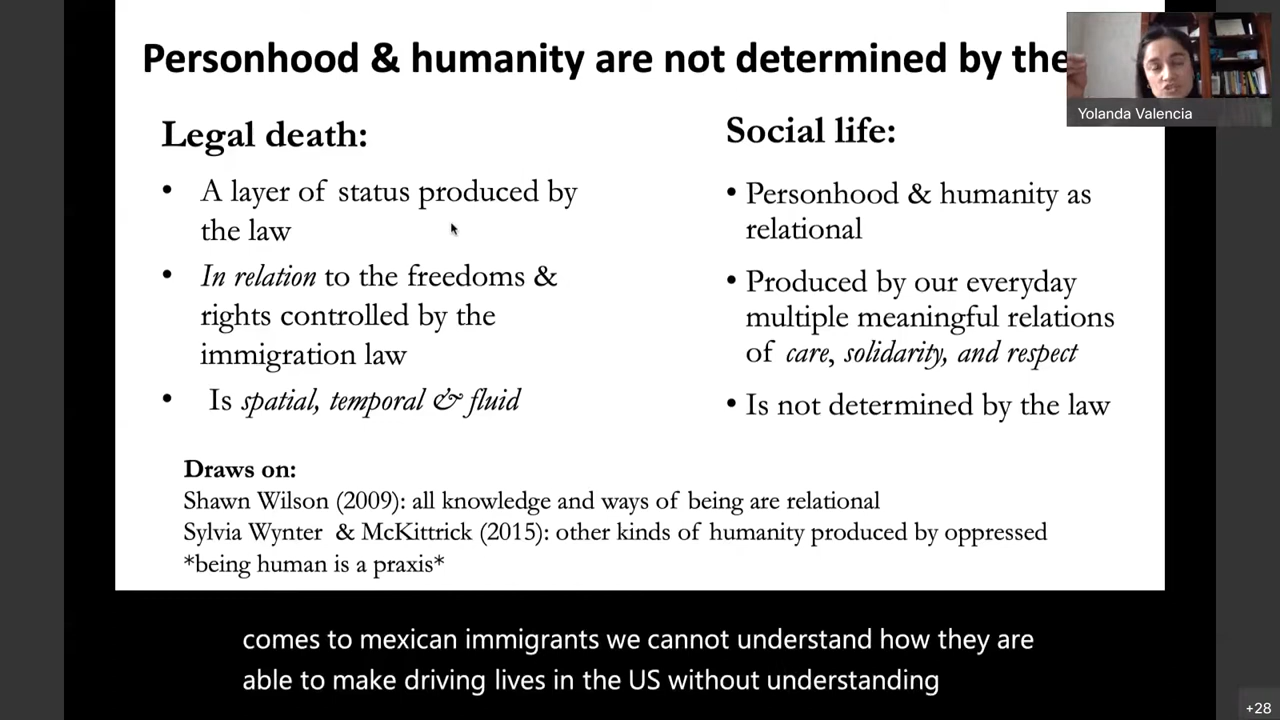 Personhood & humanity are not determined by the
Yolanda Valencia
Legal death:
• A layer of status produced by
the law
• In relation to the freedoms &
rights controlled by the
immigration law
• Is spatial, temporal & fluid
Social life:
• Personhood & humanity as
relational
• Produced by our everyday
multiple meaningful relations
of care, solidarity, and respect
• Is not determined by the law
Draws on:
Shawn Wilson (2009): all knowledge and ways of being are relational
Sylvia Wynter & McKittrick (2015): other kinds of humanity produced by oppressed
*being human is a praxis*
comes to mexican immigrants we cannot understand how they are
able to make driving lives in the US without understanding
+28